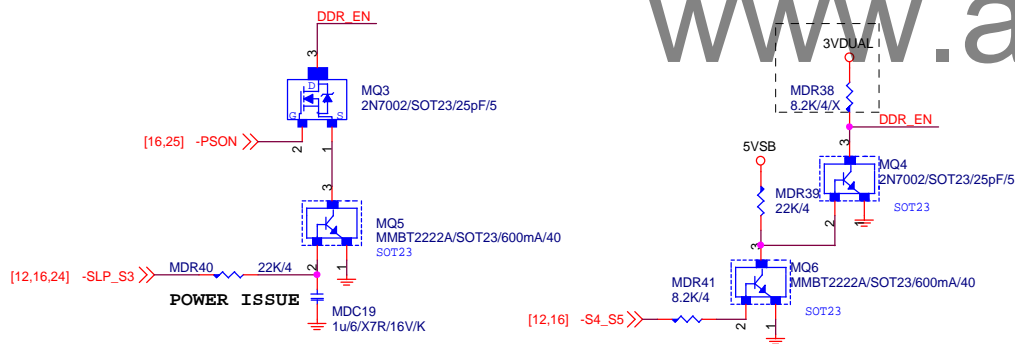 www.a
DDR_EN
3
D
G
S
MQ3
2N7002/SOT23/25pF/5
[16,25] -PSON
2
1
3
MQ5
MMBT2222A/SOT23/600mA/40
SOT23
[12,16,24] -SLP_S3
MDR40
22K/4
2
1
POWER ISSUE
MDC19
1u/6/X7R/16V/K
3VDUAL
MDR38
8.2K/4/X
DDR_EN
3
5VSB
MQ4
2N7002/SOT23/25pF/5
SOT23
MDR39
22K/4
2
1
3
MQ6
MMBT2222A/SOT23/600mA/40
SOT23
MDR41
8.2K/4
[12,16] -S4_S5
2
1